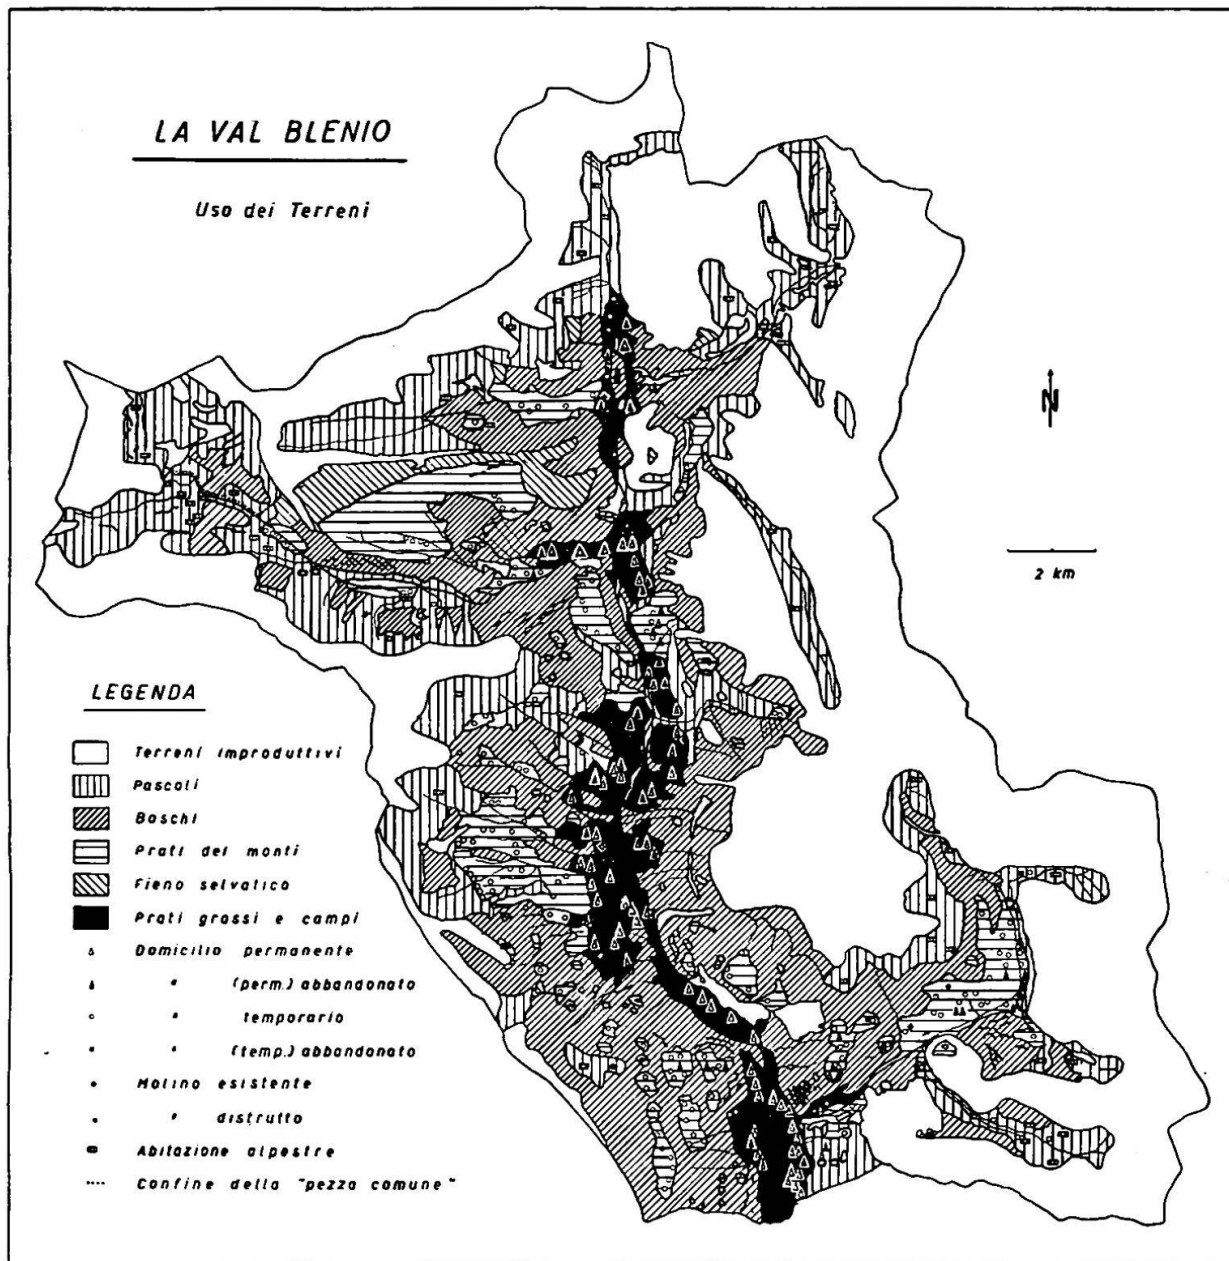 LA VAL BLENIO
Uso dei Terreni
N
2 km
LEGENDA
Terreni improduttivi
Pascoli
Boschi
Prati dei monti
Fieno selvatico
Prati grassi e campi
Domicilio permanente
" (perm.) abbandonato
" " temporario
" " (temp.) abbandonato
Molino esistente
" distrutto
Abitazione alpestre
Confine della "pezza comune"